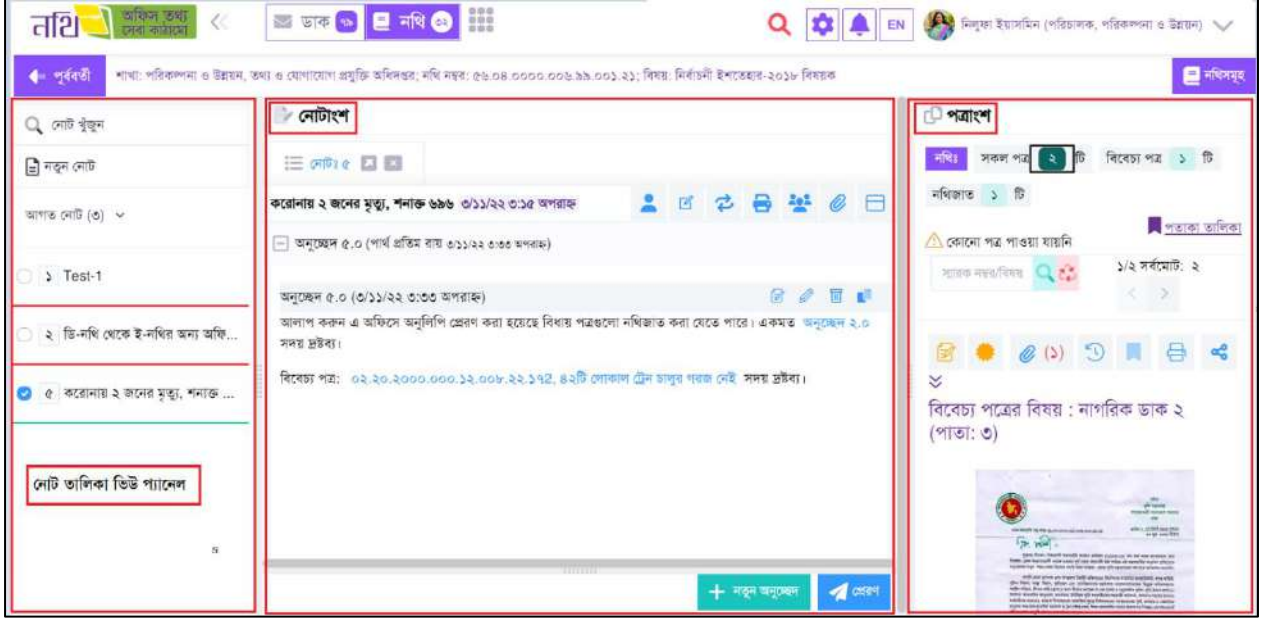 নথি অফিস তথ্য
সেবা কাঠামো
ডাক ৭৯ নথি ৩২ EN নিলুফা ইয়াসমিন (পরিচালক, পরিকল্পনা ও উন্নয়ন)
পূর্ববর্তী শাখা: পরিকল্পনা ও উন্নয়ন, তথ্য ও যোগাযোগ প্রযুক্তি অধিদপ্তর; নথি নম্বর: ৫৬.০৪.০০০০.০০৬.৯৯.০০১.২১; বিষয়: নির্বাচনী ইশতেহার-২০১৮ বিষয়ক নথিসমূহ
নোট খুঁজুন
নতুন নোট
আগত নোট (৩)
১ Test-1
২ ডি-নথি থেকে ই-নথির অন্য অফি...
৫ করোনায় ২ জনের মৃত্যু, শনাক্ত ...
নোট তালিকা ভিউ প্যানেল
নোটাংশ
নোটঃ ৫
করোনায় ২ জনের মৃত্যু, শনাক্ত ৬৯৬ ৩/১১/২২ ৩:১৫ অপরাহ্ন
অনুচ্ছেদ ৫.০ (পার্থ প্রতিম রায় ৩/১১/২২ ৩:৩৩ অপরাহ্ন)
অনুচ্ছেদ ৫.০ (৩/১১/২২ ৩:৩৩ অপরাহ্ন)
আলাপ করুন এ অফিসে অনুলিপি প্রেরণ করা হয়েছে বিধায় পত্রগুলো নথিজাত করা যেতে পারে। একমত অনুচ্ছেদ ২.০
সদয় দ্রষ্টব্য।
বিবেচ্য পত্র: ০২.২০.২০০০.০০০.১২.০০৮.২২.১৭২, ৪২টি লোকাল ট্রেন চালুর গরজ নেই সদয় দ্রষ্টব্য।
নতুন অনুচ্ছেদ প্রেরণ
পত্রাংশ
নথিঃ সকল পত্র ২ টি বিবেচ্য পত্র ১ টি
নথিজাত ১ টি
পতাকা তালিকা
কোনো পত্র পাওয়া যায়নি
স্মারক নম্বর/বিষয় ১/২ সর্বমোট: ২
(১)
বিবেচ্য পত্রের বিষয় : নাগরিক ডাক ২
(পাতা: ৩)